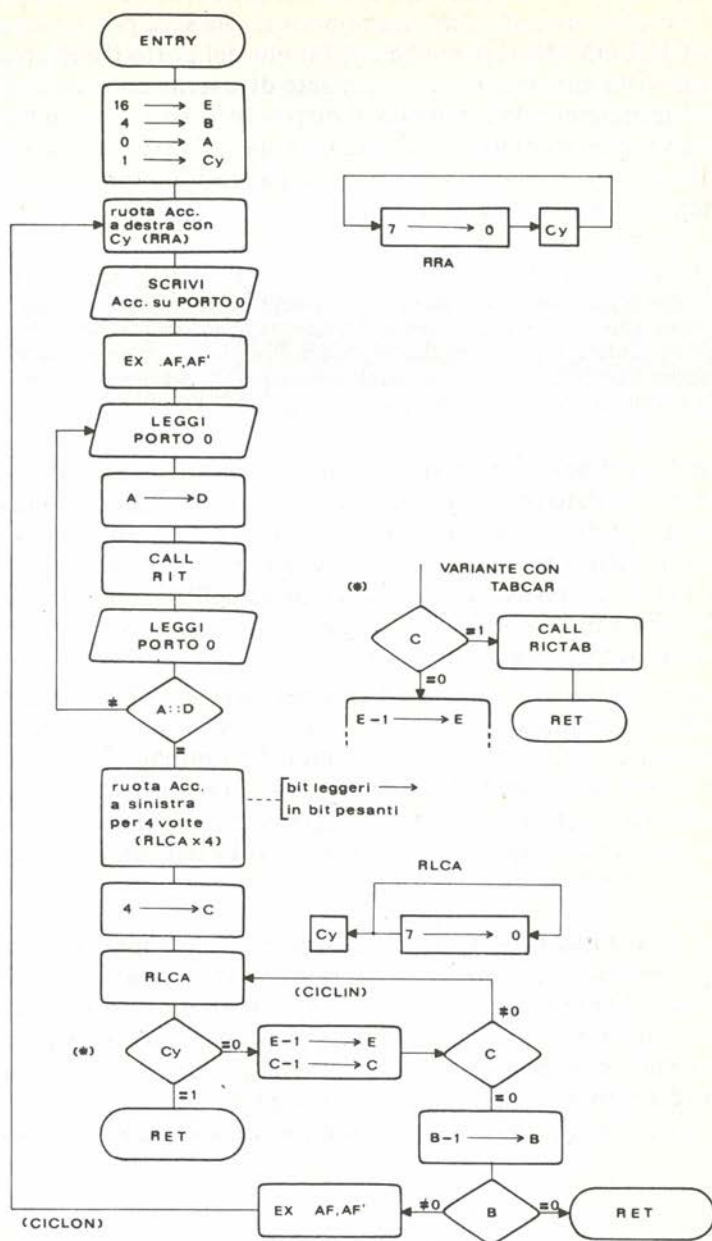 ENTRY
16 → E
4 → B
0 → A
1 → Cy
ruota Acc.
a destra con
Cy (RRA)
7 → 0
Cy
RRA
SCRIVI
Acc. su PORTO 0
EX AF,AF'
LEGGI
PORTO 0
A → D
CALL
RIT
LEGGI
PORTO 0
≠
A::D
=
(*)
VARIANTE CON
TABCAR
C
=1
CALL
RICTAB
=0
RET
E-1 → E
ruota Acc.
a sinistra
per 4 volte
(RLCA x 4)
bit leggeri →
in bit pesanti
4 → C
RLCA
Cy
7 → 0
RLCA
(CICLIN)
≠0
(*)
Cy
=0
E-1 → E
C-1 → C
C
=1
=0
RET
B-1 → B
(CICLON)
EX AF,AF'
≠0
B
=0
RET